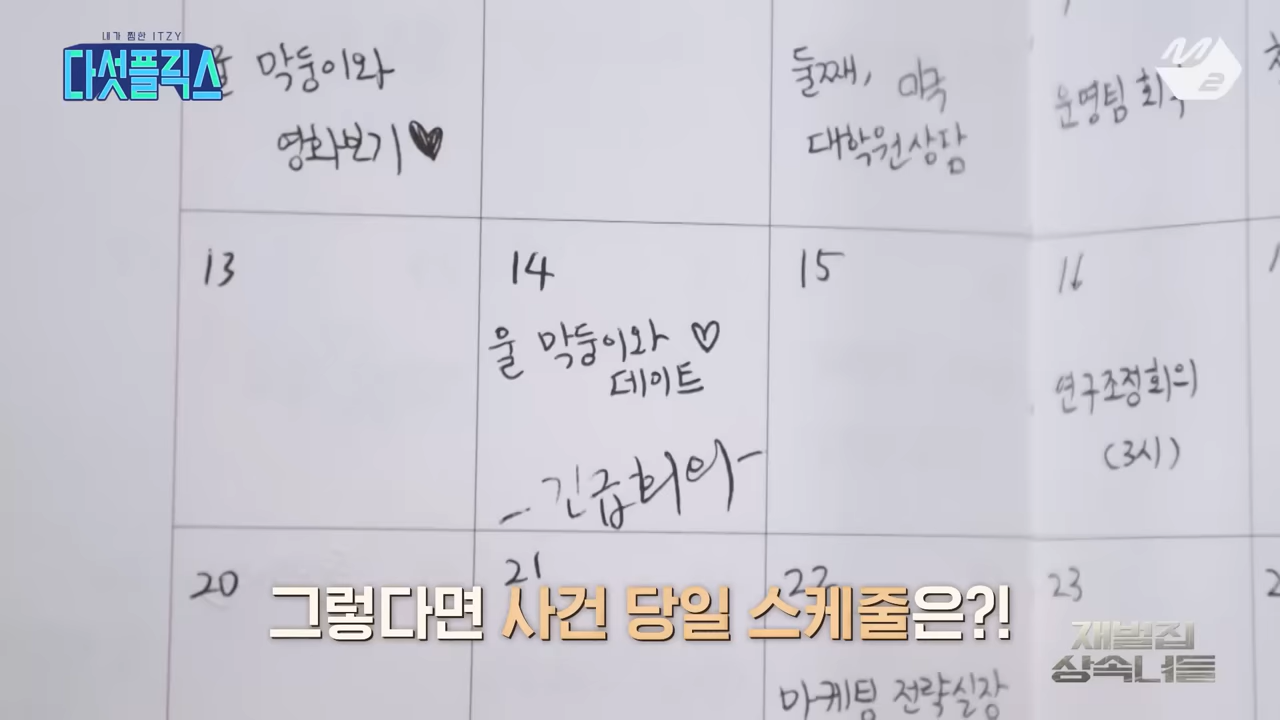 내가 찜한 ITZY
다섯플릭스
M2
울 막둥이와
영화보기♥
둘째, 미국
대학원상담
운영팀 회의
13
14
울 막둥이와 ♡
데이트
- 긴급회의 -
15
16
연구조정회의
(3시)
20
21
22
마케팅 전략실장
23
그렇다면 사건 당일 스케줄은?!
재벌집
상속녀들